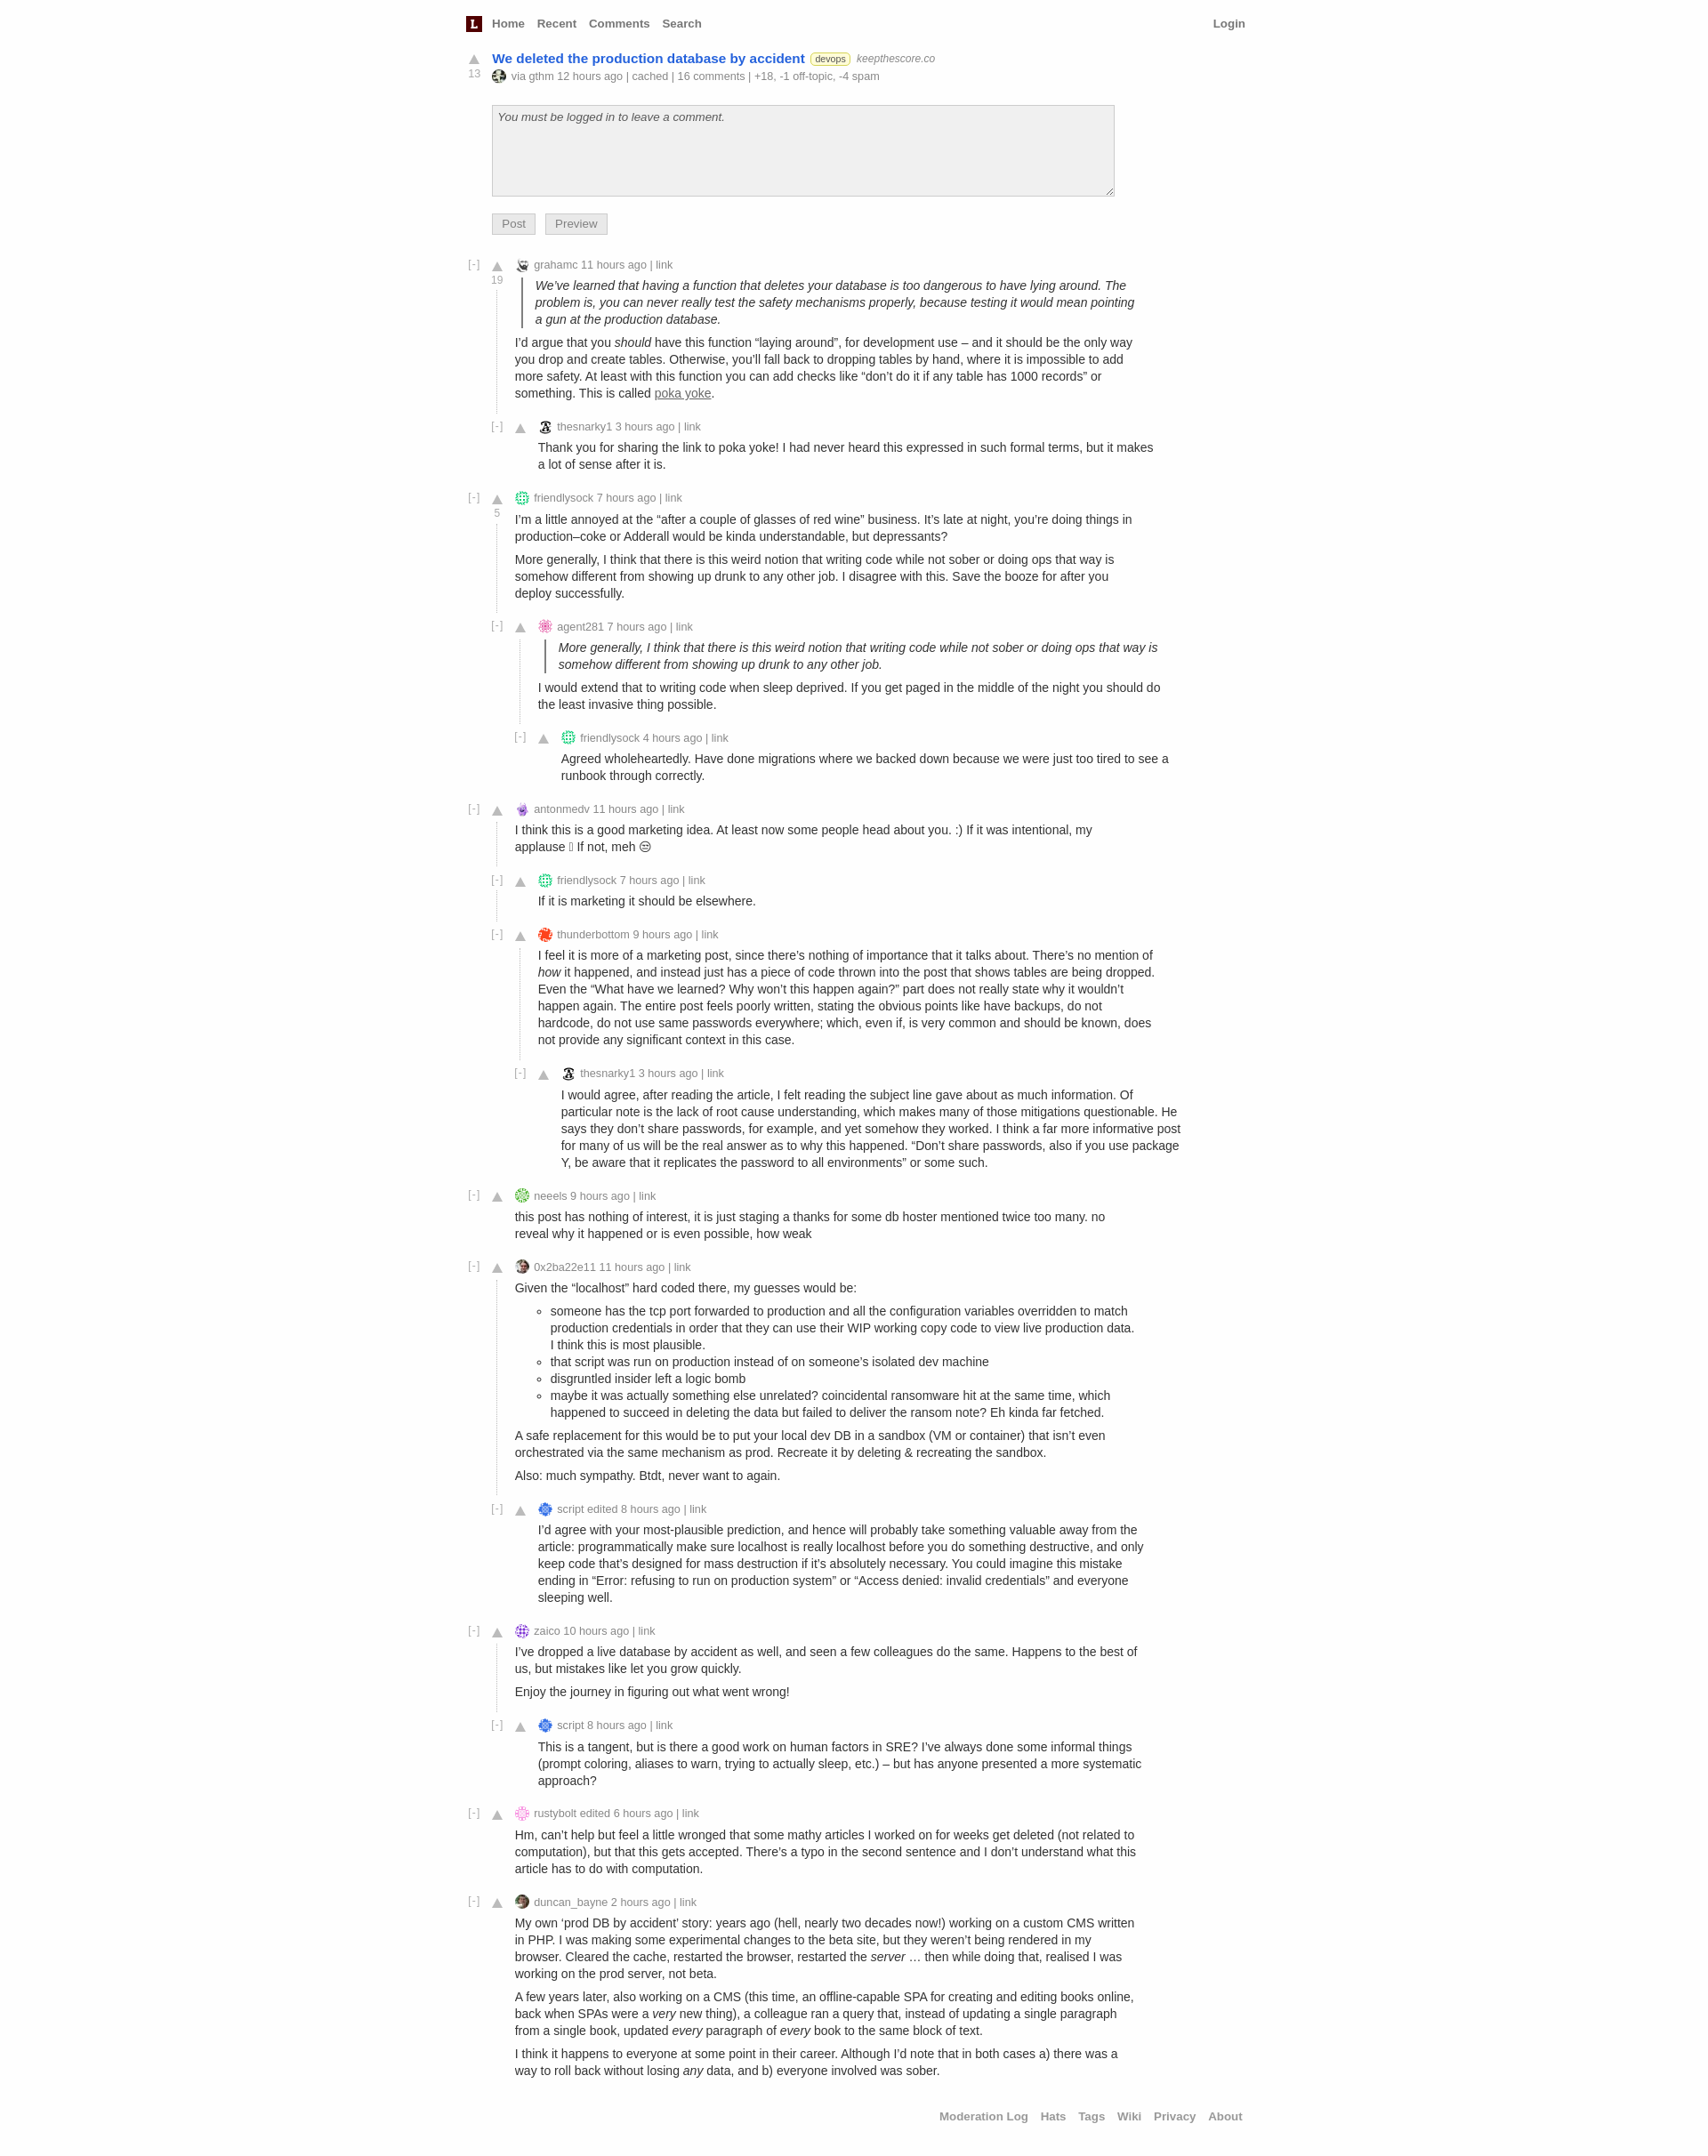 L Home Recent Comments Search Login
We deleted the production database by accident devops keepthescore.co
13 via gthm 12 hours ago | cached | 16 comments | +18, -1 off-topic, -4 spam
You must be logged in to leave a comment.
Post Preview
[-] grahamc 11 hours ago | link
19
We’ve learned that having a function that deletes your database is too dangerous to have lying around. The
problem is, you can never really test the safety mechanisms properly, because testing it would mean pointing
a gun at the production database.
I’d argue that you should have this function “laying around”, for development use – and it should be the only way
you drop and create tables. Otherwise, you’ll fall back to dropping tables by hand, where it is impossible to add
more safety. At least with this function you can add checks like “don’t do it if any table has 1000 records” or
something. This is called poka yoke.
[-] thesnarky1 3 hours ago | link
Thank you for sharing the link to poka yoke! I had never heard this expressed in such formal terms, but it makes
a lot of sense after it is.
[-] friendlysock 7 hours ago | link
5
I’m a little annoyed at the “after a couple of glasses of red wine” business. It’s late at night, you’re doing things in
production–coke or Adderall would be kinda understandable, but depressants?
More generally, I think that there is this weird notion that writing code while not sober or doing ops that way is
somehow different from showing up drunk to any other job. I disagree with this. Save the booze for after you
deploy successfully.
[-] agent281 7 hours ago | link
More generally, I think that there is this weird notion that writing code while not sober or doing ops that way is
somehow different from showing up drunk to any other job.
I would extend that to writing code when sleep deprived. If you get paged in the middle of the night you should do
the least invasive thing possible.
[-] friendlysock 4 hours ago | link
Agreed wholeheartedly. Have done migrations where we backed down because we were just too tired to see a
runbook through correctly.
[-] antonmedv 11 hours ago | link
I think this is a good marketing idea. At least now some people head about you. :) If it was intentional, my
applause ▯ If not, meh 😒
[-] friendlysock 7 hours ago | link
If it is marketing it should be elsewhere.
[-] thunderbottom 9 hours ago | link
I feel it is more of a marketing post, since there’s nothing of importance that it talks about. There’s no mention of
how it happened, and instead just has a piece of code thrown into the post that shows tables are being dropped.
Even the “What have we learned? Why won’t this happen again?” part does not really state why it wouldn’t
happen again. The entire post feels poorly written, stating the obvious points like have backups, do not
hardcode, do not use same passwords everywhere; which, even if, is very common and should be known, does
not provide any significant context in this case.
[-] thesnarky1 3 hours ago | link
I would agree, after reading the article, I felt reading the subject line gave about as much information. Of
particular note is the lack of root cause understanding, which makes many of those mitigations questionable. He
says they don’t share passwords, for example, and yet somehow they worked. I think a far more informative post
for many of us will be the real answer as to why this happened. “Don’t share passwords, also if you use package
Y, be aware that it replicates the password to all environments” or some such.
[-] neeels 9 hours ago | link
this post has nothing of interest, it is just staging a thanks for some db hoster mentioned twice too many. no
reveal why it happened or is even possible, how weak
[-] 0x2ba22e11 11 hours ago | link
Given the “localhost” hard coded there, my guesses would be:
◦ someone has the tcp port forwarded to production and all the configuration variables overridden to match
production credentials in order that they can use their WIP working copy code to view live production data.
I think this is most plausible.
◦ that script was run on production instead of on someone’s isolated dev machine
◦ disgruntled insider left a logic bomb
◦ maybe it was actually something else unrelated? coincidental ransomware hit at the same time, which
happened to succeed in deleting the data but failed to deliver the ransom note? Eh kinda far fetched.
A safe replacement for this would be to put your local dev DB in a sandbox (VM or container) that isn’t even
orchestrated via the same mechanism as prod. Recreate it by deleting & recreating the sandbox.
Also: much sympathy. Btdt, never want to again.
[-] script edited 8 hours ago | link
I’d agree with your most-plausible prediction, and hence will probably take something valuable away from the
article: programmatically make sure localhost is really localhost before you do something destructive, and only
keep code that’s designed for mass destruction if it’s absolutely necessary. You could imagine this mistake
ending in “Error: refusing to run on production system” or “Access denied: invalid credentials” and everyone
sleeping well.
[-] zaico 10 hours ago | link
I’ve dropped a live database by accident as well, and seen a few colleagues do the same. Happens to the best of
us, but mistakes like let you grow quickly.
Enjoy the journey in figuring out what went wrong!
[-] script 8 hours ago | link
This is a tangent, but is there a good work on human factors in SRE? I’ve always done some informal things
(prompt coloring, aliases to warn, trying to actually sleep, etc.) – but has anyone presented a more systematic
approach?
[-] rustybolt edited 6 hours ago | link
Hm, can’t help but feel a little wronged that some mathy articles I worked on for weeks get deleted (not related to
computation), but that this gets accepted. There’s a typo in the second sentence and I don’t understand what this
article has to do with computation.
[-] duncan_bayne 2 hours ago | link
My own ‘prod DB by accident’ story: years ago (hell, nearly two decades now!) working on a custom CMS written
in PHP. I was making some experimental changes to the beta site, but they weren’t being rendered in my
browser. Cleared the cache, restarted the browser, restarted the server … then while doing that, realised I was
working on the prod server, not beta.
A few years later, also working on a CMS (this time, an offline-capable SPA for creating and editing books online,
back when SPAs were a very new thing), a colleague ran a query that, instead of updating a single paragraph
from a single book, updated every paragraph of every book to the same block of text.
I think it happens to everyone at some point in their career. Although I’d note that in both cases a) there was a
way to roll back without losing any data, and b) everyone involved was sober.
Moderation Log Hats Tags Wiki Privacy About